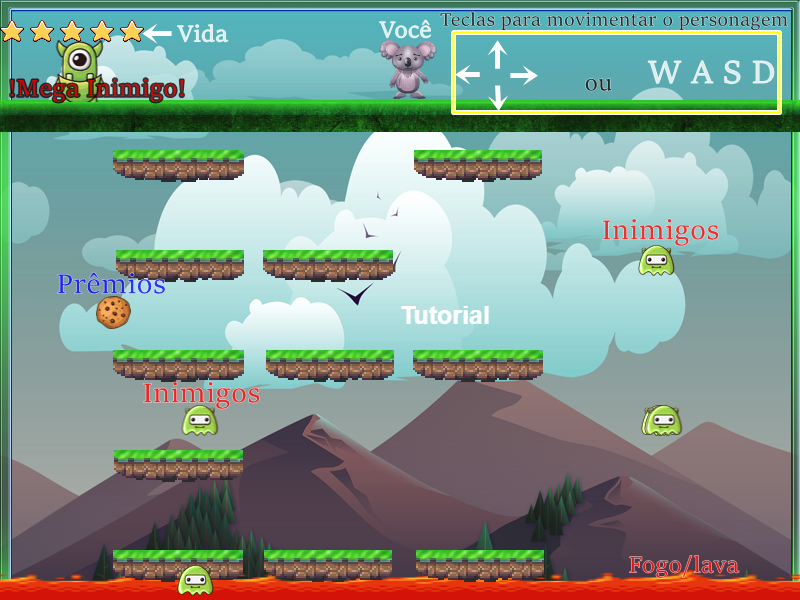 Teclas para movimentar o personagem
Vida
Você
ou
W A S D
!Mega Inimigo!
Inimigos
Prêmios
Tutorial
Inimigos
Fogo/lava